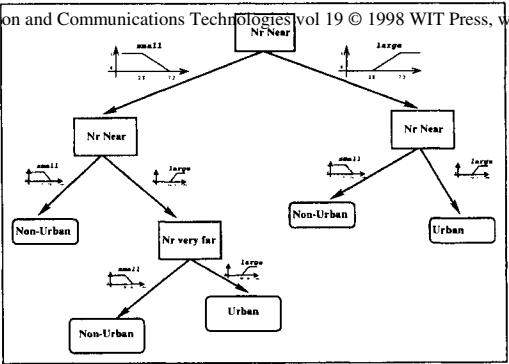 on and Communications Technologies vol 19 © 1998 WIT Press, w
Nr Near
small
large
Nr Near
Nr Near
small
large
small
large
Non-Urban
Nr very far
Non-Urban
Urban
small
large
Non-Urban
Urban